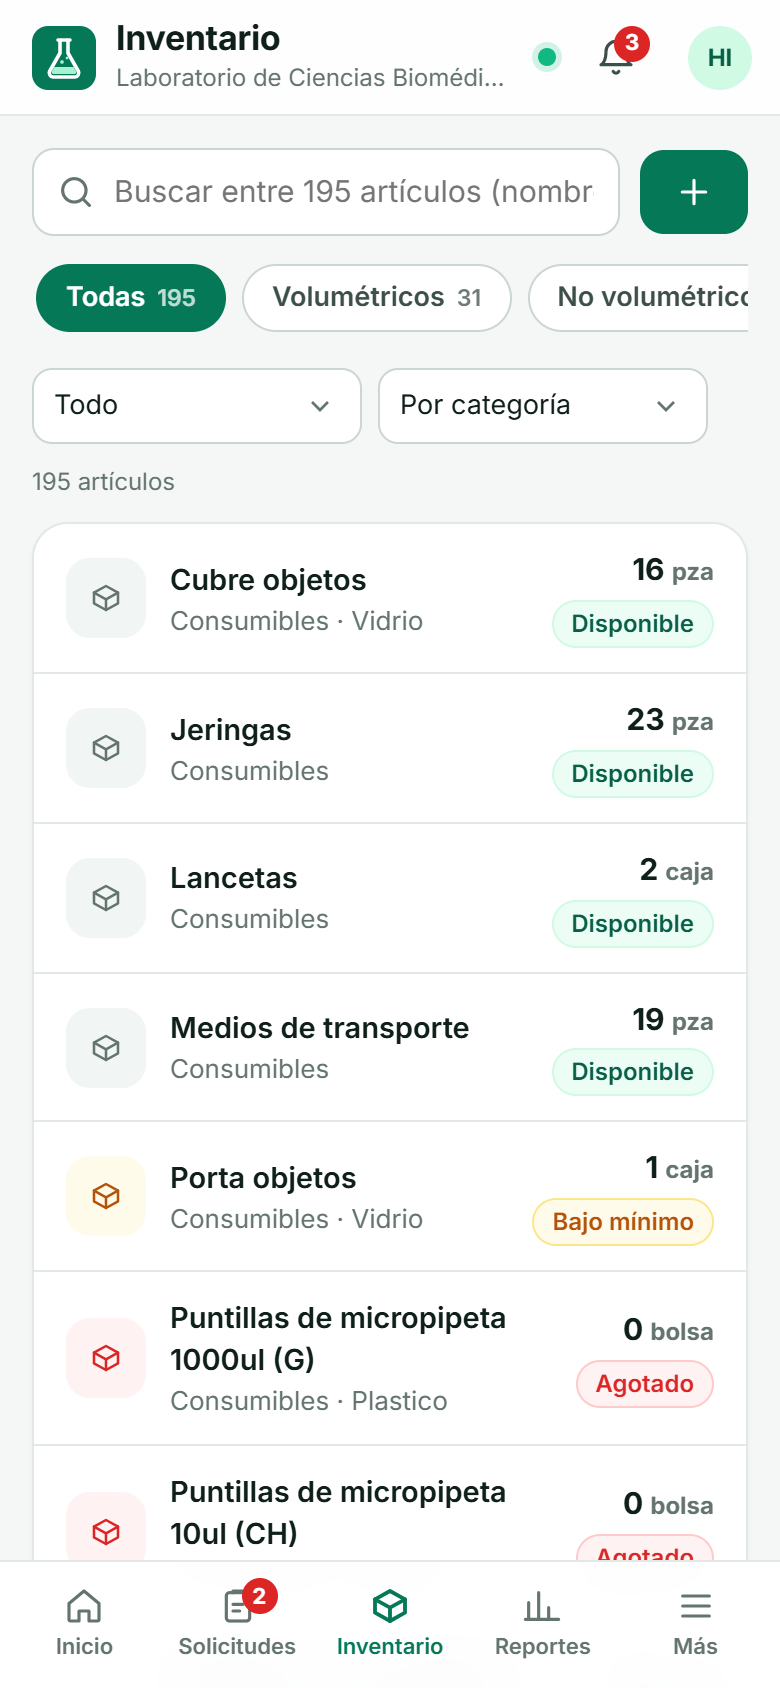 Inventario
Laboratorio de Ciencias Biomédi...
3
HI
Buscar entre 195 artículos (nombr
Todas 195
Volumétricos 31
No volumétrico
Todo
Por categoría
195 artículos
Cubre objetos
Consumibles · Vidrio
16 pza
Disponible
Jeringas
Consumibles
23 pza
Disponible
Lancetas
Consumibles
2 caja
Disponible
Medios de transporte
Consumibles
19 pza
Disponible
Porta objetos
Consumibles · Vidrio
1 caja
Bajo mínimo
Puntillas de micropipeta
1000ul (G)
Consumibles · Plastico
0 bolsa
Agotado
Puntillas de micropipeta
10ul (CH)
0 bolsa
Agotado
2
Inicio
Solicitudes
Inventario
Reportes
Más